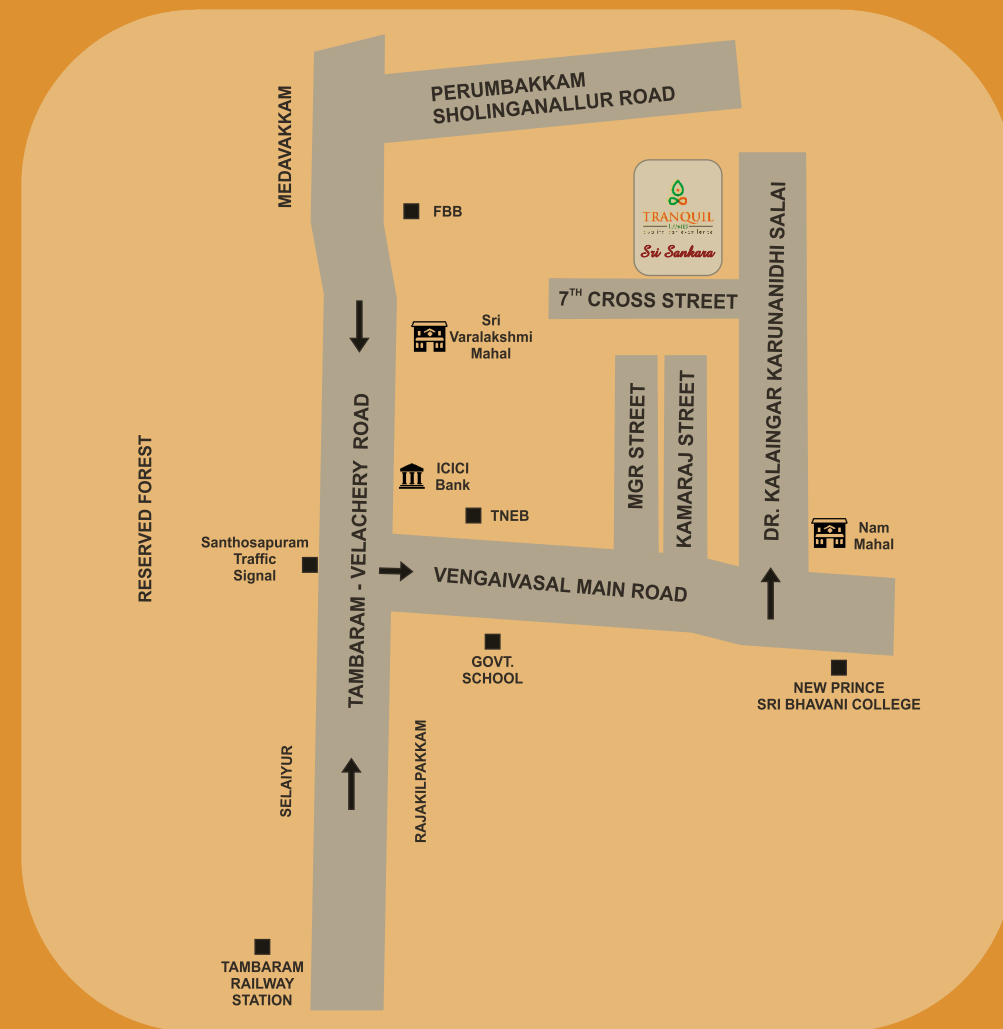 PERUMBAKKAM
SHOLINGANALLUR ROAD
MEDAVAKKAM
FBB
TRANQUIL
Sri Sankara
7TH CROSS STREET
DR. KALAINGAR KARUNANIDHI SALAI
Sri
Varalakshmi
Mahal
MGR STREET
KAMARAJ STREET
TAMBARAM - VELACHERY ROAD
RESERVED FOREST
ICICI
Bank
TNEB
Nam
Mahal
Santhosapuram
Traffic
Signal
VENGAIVASAL MAIN ROAD
GOVT.
SCHOOL
NEW PRINCE
SRI BHAVANI COLLEGE
SELAIYUR
RAJAKILPAKKAM
TAMBARAM
RAILWAY
STATION